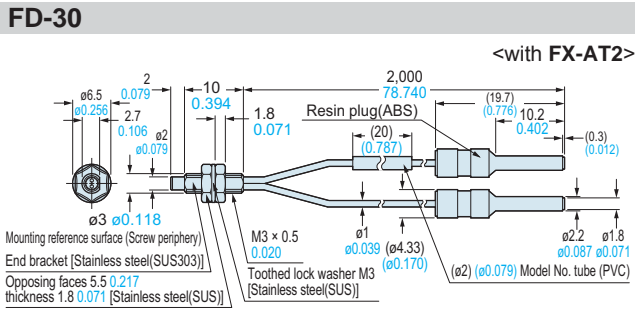 FD-30
<with FX-AT2>
ø6.5
ø0.256
2
0.079
10
0.394
2,000
78.740
2.7
0.106
ø2
ø0.079
1.8
0.071
Resin plug(ABS)
(19.7)
(0.776)
10.2
0.402
(0.3)
(0.012)
(20)
(0.787)
ø3 ø0.118
Mounting reference surface (Screw periphery)
End bracket [Stainless steel(SUS303)]
Opposing faces 5.5 0.217
thickness 1.8 0.071 [Stainless steel(SUS)]
M3 × 0.5
0.020
Toothed lock washer M3
[Stainless steel(SUS)]
ø1
ø0.039
(ø4.33)
(ø0.170)
ø2.2
ø0.087
ø1.8
ø0.071
(ø2) (ø0.079) Model No. tube (PVC)